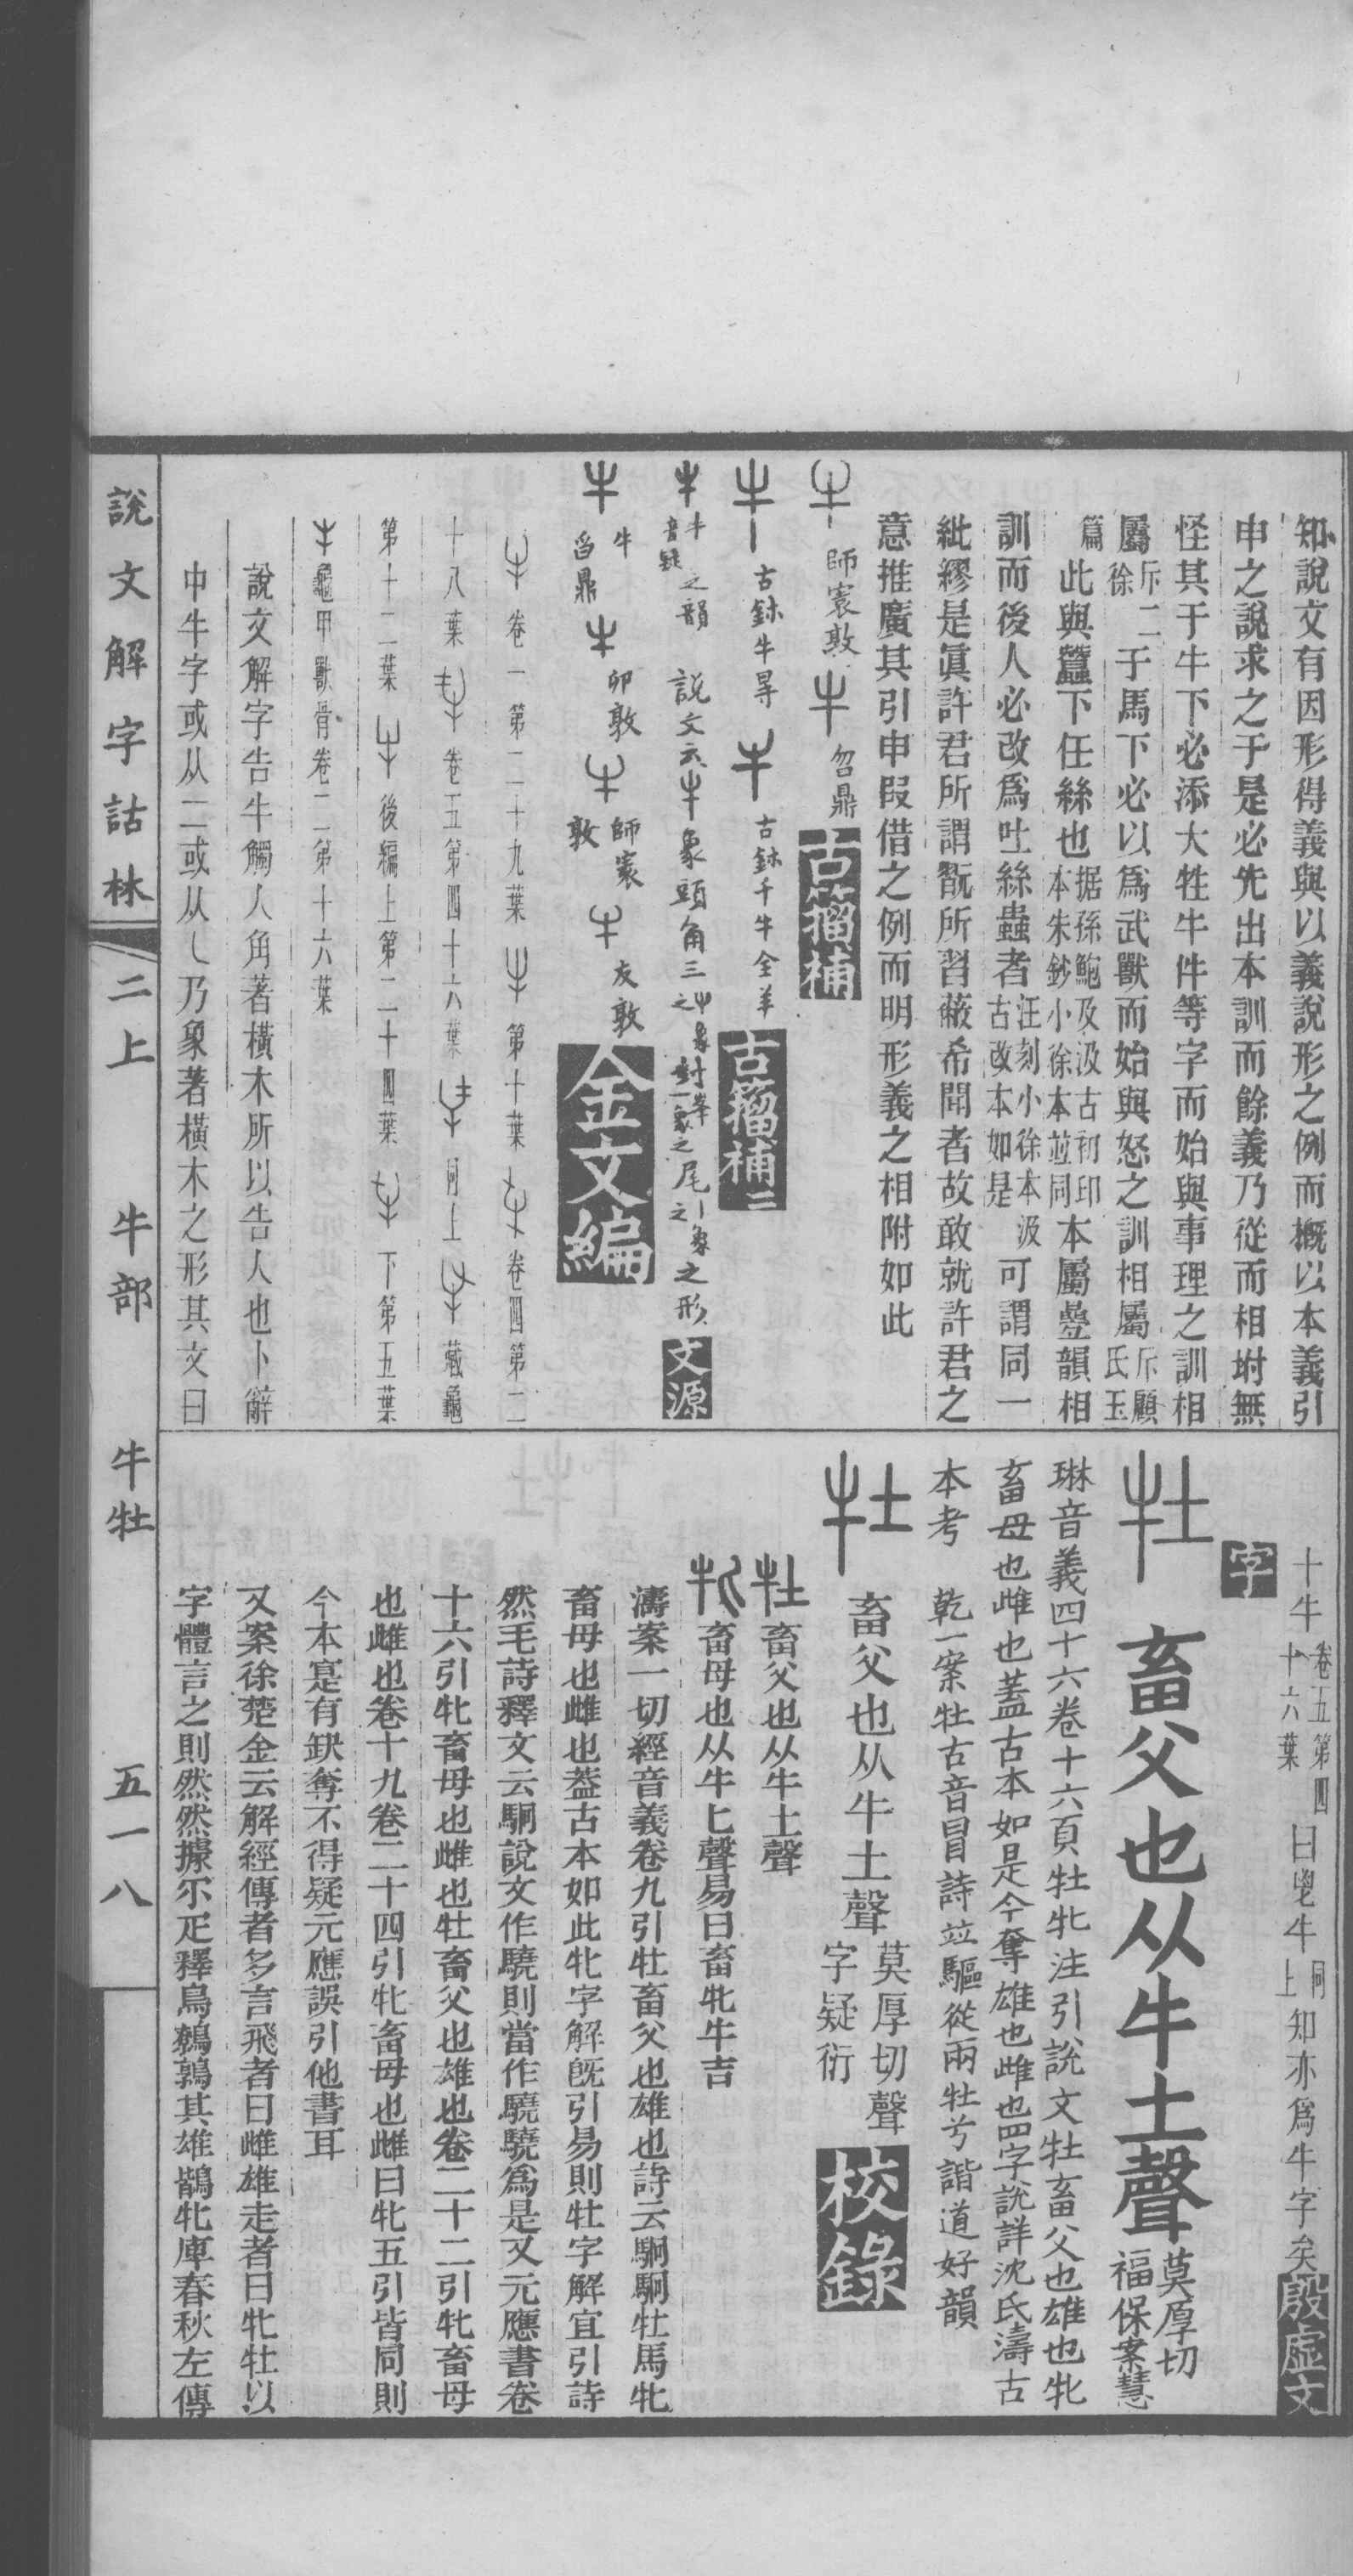 知說文有因形得義與以義說形之例而槪以本義引
申之說求之于是必先出本訓而餘義乃從而相坿無
怪其于牛下必添大牲牛件等字而始與事理之訓相
屬斥徐二于馬下必以爲武獸而始與怒之訓相屬斥顧氏玉
篇此與蠶下任絲也据孫鮑及汲古初印本朱鈔小徐本竝同本屬㬪韻相
訓而後人必改爲吐絲蟲者汪刻小徐本汲古改本如是可謂同一
紕繆是眞許君所謂翫所習蔽希聞者故敢就許君之
意推廣其引申叚借之例而明形義之相附如此
師寰敦 曶鼎 古籀補
古鉢牛㝵 古鉢千牛全羊 古籀補二
牛 之韻 說文云 象頭角三 象封 之尾 之形 文源
牛 舀鼎 卯敦 師寰敦 友敦 金文編
卷一第二十九葉 第十葉 卷四第二
十八葉 卷五第四十六葉 同上 藏龜
第十二葉 後編上第二十四葉 下第五葉
龜甲獸骨卷二第十六葉
說文解字告牛觸人角著橫木所以告人也卜辭
中牛字或从二或从乀乃象著橫木之形其文曰
十牛卷五第四十六葉曰 牛同上知亦爲牛字矣殷虛文
字
牡 畜父也从牛土聲莫厚切 福保案慧
琳音義四十六卷十六頁牡牝注引說文牡畜父也雄也牝
畜母也雌也蓋古本如是今奪雄也雌也四字說詳沈氏濤古
本考 乾一案牡古音冒詩竝驅從兩牡兮諧道好韻
牡 畜父也从牛土聲莫厚切聲字疑衍 校錄
牡畜父也从牛土聲
牝畜母也从牛匕聲易曰畜牝牛吉
濤案一切經音義卷九引牡畜父也雄也詩云駉駉牡馬牝
畜母也雌也葢古本如此牝字解旣引易則牡字解宜引詩
然毛詩釋文云駉說文作驍則當作驍驍爲是又元應書卷
十六引牝畜母也雌也牡畜父也雄也卷二十二引牝畜母
也雌也卷十九卷二十四引牝畜母也雌曰牝五引皆同則
今本寔有缺奪不得疑元應誤引他書耳
又案徐楚金云解經傳者多言飛者曰雌雄走者曰牝牡以
字體言之則然然據尔疋釋鳥鷯鶉其雄鶛牝庳春秋左傳
說文解字詁林 二上 牛部 牛牡 五一八